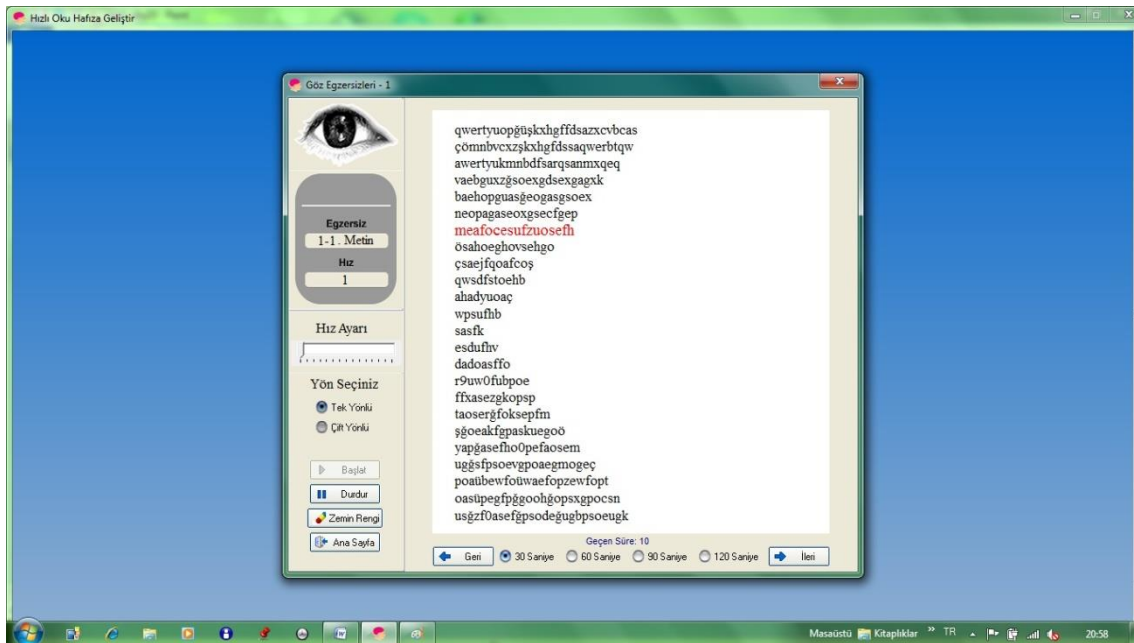 Hızlı Oku Hafıza Geliştir
Göz Egzersizleri - 1
Egzersiz
1-1 . Metin
Hız
1
Hız Ayarı
Yön Seçiniz
Tek Yönlü
Çift Yönlü
Başlat
Durdur
Zemin Rengi
Ana Sayfa
qwertyuopğüşkxhgffdsazxcvbcas
çömnbvcxzşkxhgfdssaqwerbtqw
awertyukmnbdfsarqsanmxqeq
vaebguxzğsoexgdsexgagxk
baehopguasğeogasgsoex
neopagaseoxgsecfgep
meafocesufzuosefh
ösahoeghovsehgo
çsaejfqoafcoş
qwsdfstoehb
ahadyuoaç
wpsufhb
sasfk
esdufhv
dadoasffo
r9uw0fubpoe
ffxasezgkopsp
taoserğfoksepfm
şğoeakfgpaskuegoö
yapğasefho0pefaosem
uğğsfpsoevgpoaegmogeç
poaübewfoüwaefopzewfopt
oasüpegfpğgoohğopsxgpocsn
usğzf0asefğpsodeğugbpsoeugk
Geçen Süre: 10
Geri 30 Saniye 60 Saniye 90 Saniye 120 Saniye İleri
Masaüstü Kitaplıklar » TR 20:58